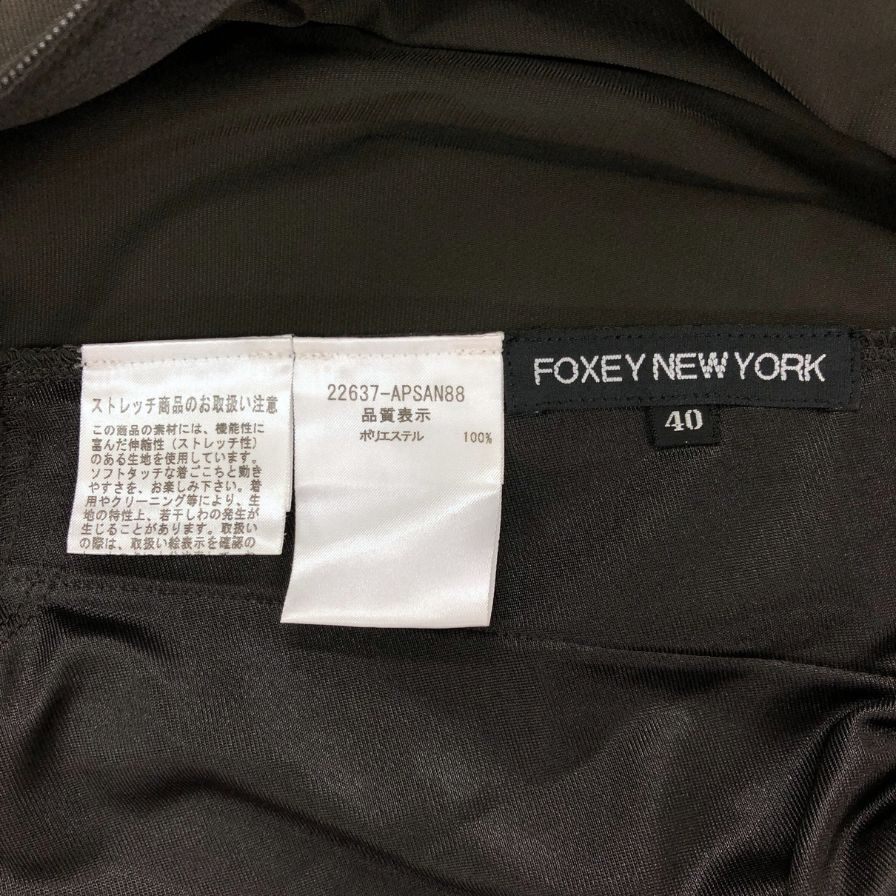 ストレッチ商品のお取扱い注意
この商品の素材には、機能性に
富んだ伸縮性（ストレッチ性）
のある生地を使用しています。
ソフトタッチな着ごこちと動き
やすさを、お楽しみ下さい。着
用やクリーニング等により、生
地の特性上、若干しわの発生が
生じることがあります。取扱い
の際は、取扱い絵表示を確認の
22637-APSAN88
品質表示
ポリエステル 100%
FOXEY NEW YORK
40